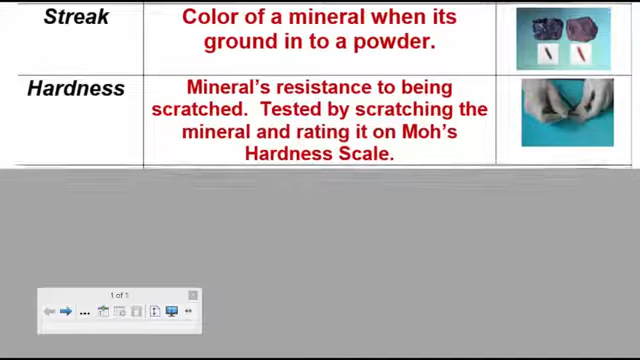 Streak
Color of a mineral when its
ground in to a powder.
Hardness
Mineral's resistance to being
scratched. Tested by scratching the
mineral and rating it on Moh's
Hardness Scale.
1 of 1
...